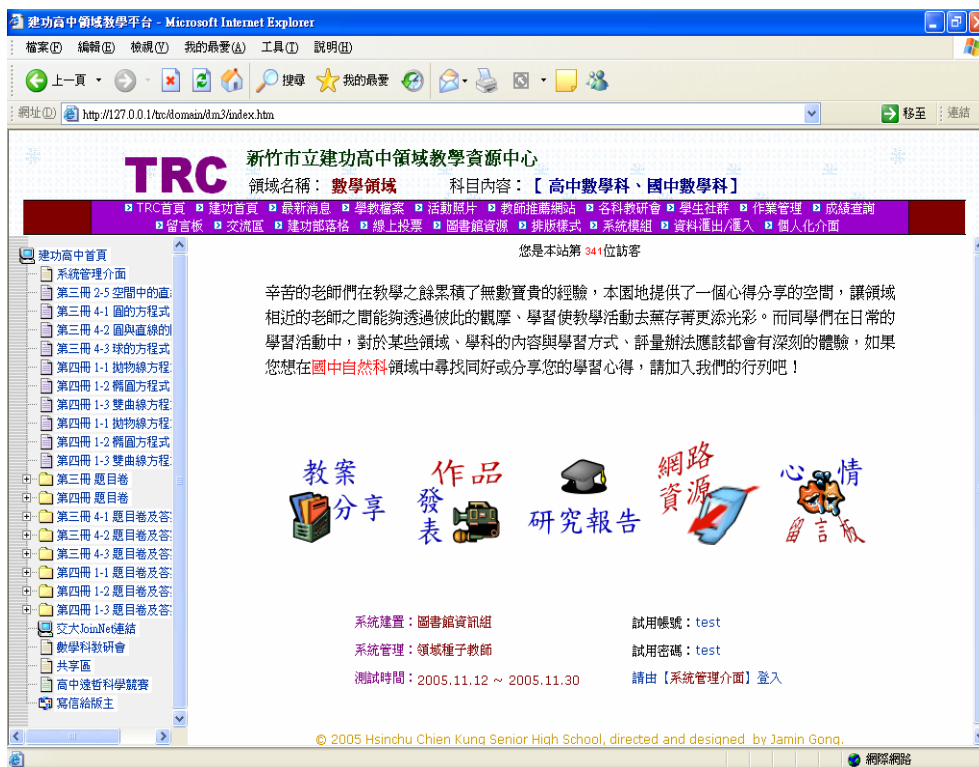 建功高中領域教學平台 - Microsoft Internet Explorer
檔案(F) 編輯(E) 檢視(V) 我的最愛(A) 工具(T) 說明(H)
上一頁 搜尋 我的最愛
網址(D) http://127.0.0.1/trc/domain/dm3/index.htm 移至 連結
TRC 新竹市立建功高中領域教學資源中心
領域名稱： 數學領域 科目內容：【 高中數學科、國中數學科】
TRC首頁 建功首頁 最新消息 學教檔案 活動照片 教師推薦網站 各科教研會 學生社群 作業管理 成績查詢
留言板 交流區 建功部落格 線上投票 圖書館資源 排版樣式 系統模組 資料匯出/匯入 個人化介面
建功高中首頁
系統管理介面
第三冊 2-5 空間中的直
第三冊 4-1 圓的方程式
第三冊 4-2 圓與直線的
第三冊 4-3 球的方程式
第四冊 1-1 拋物線方程
第四冊 1-2 橢圓方程式
第四冊 1-3 雙曲線方程
第四冊 1-1 拋物線方程
第四冊 1-2 橢圓方程式
第四冊 1-3 雙曲線方程
第三冊 題目卷
第四冊 題目卷
第三冊 4-1 題目卷及答
第三冊 4-2 題目卷及答
第三冊 4-3 題目卷及答
第四冊 1-1 題目卷及答
第四冊 1-2 題目卷及答
第四冊 1-3 題目卷及答
交大JoinNet連結
數學科教研會
共享區
高中遠哲科學競賽
寫信給版主
您是本站第 341位訪客
辛苦的老師們在教學之餘累積了無數寶貴的經驗，本園地提供了一個心得分享的空間，讓領域
相近的老師之間能夠透過彼此的觀摩、學習使教學活動去蕪存菁更添光彩。而同學們在日常的
學習活動中，對於某些領域、學科的內容與學習方式、評量辦法應該都會有深刻的體驗，如果
您想在國中自然科領域中尋找同好或分享您的學習心得，請加入我們的行列吧！
教案分享
作品發表
研究報告
網路資源
心情留言板
系統建置：圖書館資訊組 試用帳號：test
系統管理：領域種子教師 試用密碼：test
測試時間：2005.11.12 ~ 2005.11.30 請由【系統管理介面】登入
© 2005 Hsinchu Chien Kung Senior High School, directed and designed by Jamin Gong.
網際網路